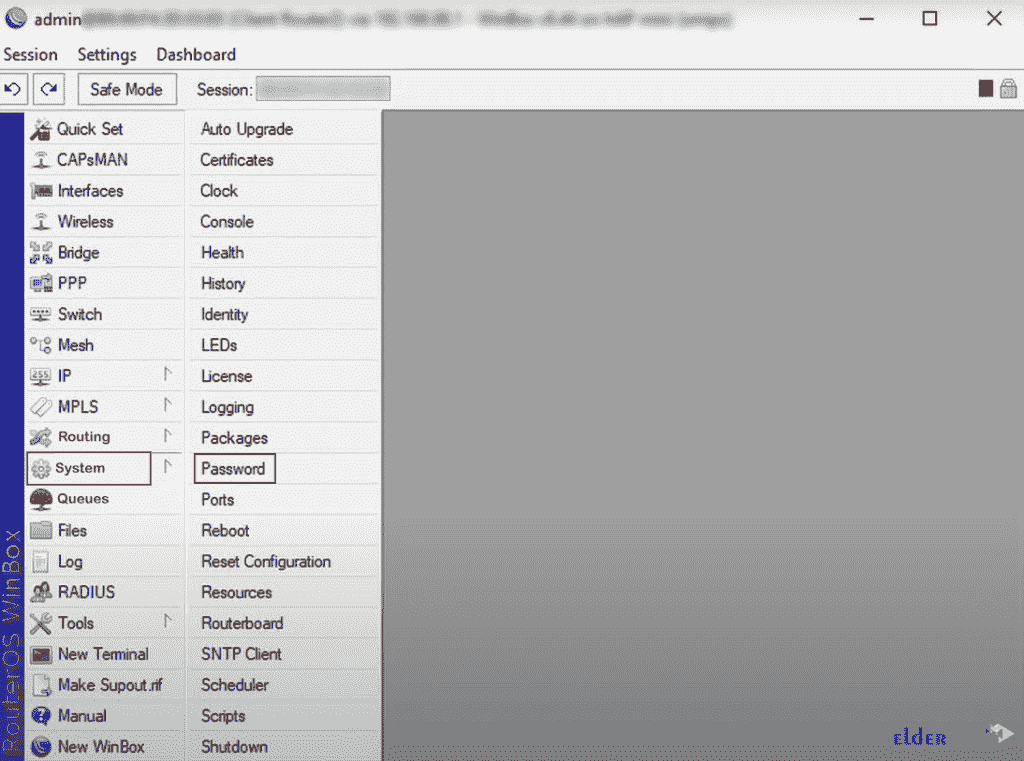 admin
Session Settings Dashboard
Safe Mode Session:
Quick Set
CAPsMAN
Interfaces
Wireless
Bridge
PPP
Switch
Mesh
255 IP
MPLS
Routing
System
Queues
Files
Log
RADIUS
Tools
New Terminal
Make Supout.rif
Manual
New WinBox
Auto Upgrade
Certificates
Clock
Console
Health
History
Identity
LEDs
License
Logging
Packages
Password
Ports
Reboot
Reset Configuration
Resources
Routerboard
SNTP Client
Scheduler
Scripts
Shutdown
RouterOS WinBox
elder